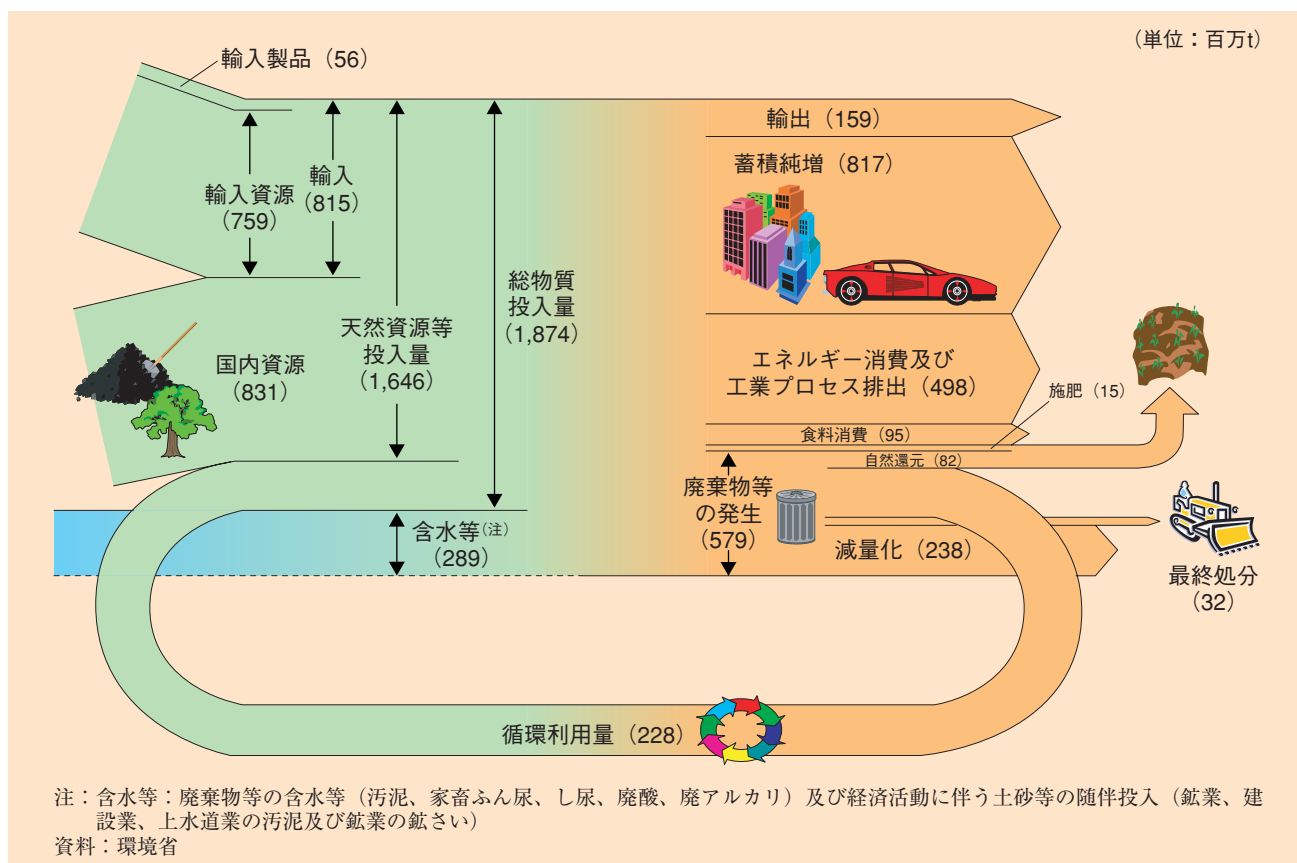 (単位：百万t)
輸入製品（56）
輸出（159）
蓄積純増（817）
輸入
（815）
輸入資源
（759）
総物質
投入量
（1,874）
天然資源等
投入量
（1,646）
国内資源
（831）
エネルギー消費及び
工業プロセス排出（498）
施肥（15）
食料消費（95）
自然還元（82）
廃棄物等
の発生
（579）
含水等(注)
（289）
減量化（238）
最終処分
（32）
循環利用量（228）
注：含水等：廃棄物等の含水等（汚泥、家畜ふん尿、し尿、廃酸、廃アルカリ）及び経済活動に伴う土砂等の随伴投入（鉱業、建
設業、上水道業の汚泥及び鉱業の鉱さい）
資料：環境省